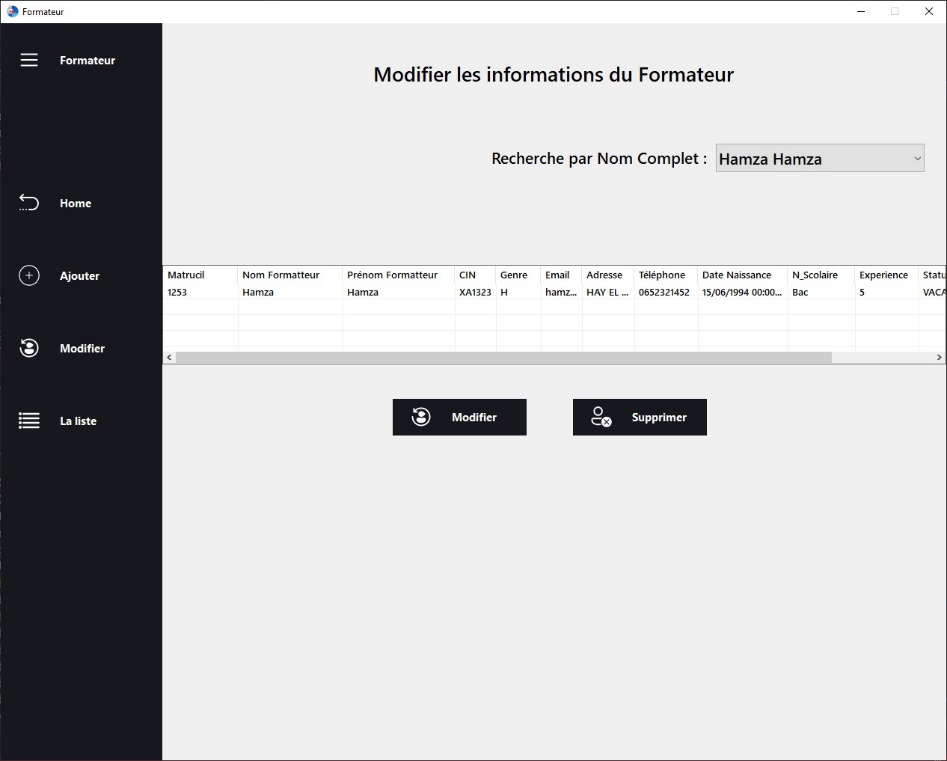 Formateur
Formateur
Modifier les informations du Formateur
Recherche par Nom Complet : Hamza Hamza
Home
Ajouter
Matrucil Nom Formatteur Prénom Formatteur CIN Genre Email Adresse Téléphone Date Naissance N_Scolaire Experience Statu
1253 Hamza Hamza XA1323 H hamz... HAY EL ... 0652321452 15/06/1994 00:00... Bac 5 VACA
Modifier
La liste
Modifier Supprimer